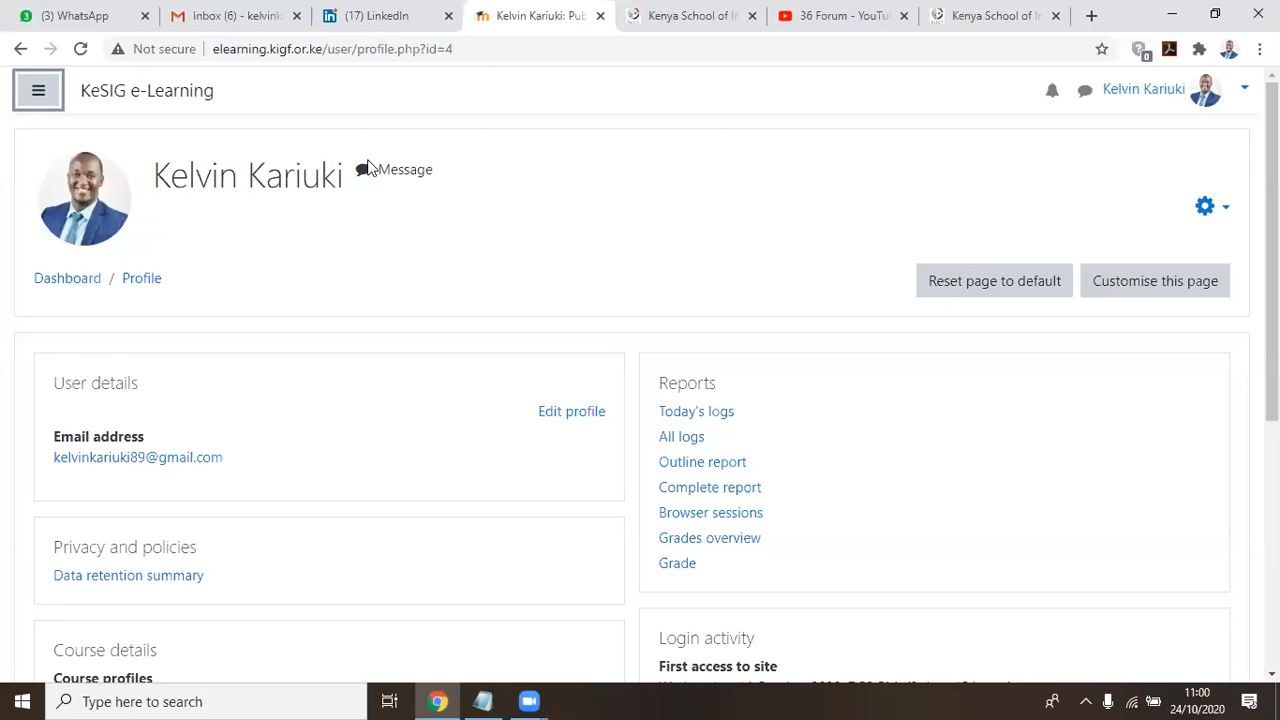 (3) WhatsApp
Inbox (6) - kelvink
(17) LinkedIn
Kelvin Kariuki: Pub
Kenya School of In
36 Forum - YouTu
Kenya School of In
Not secure
elearning.kigf.or.ke/user/profile.php?id=4
0
KeSIG e-Learning
Kelvin Kariuki
Kelvin Kariuki
Message
Dashboard / Profile
Reset page to default
Customise this page
User details
Edit profile
Email address
kelvinkariuki89@gmail.com
Privacy and policies
Data retention summary
Course details
Course profiles
Reports
Today's logs
All logs
Outline report
Complete report
Browser sessions
Grades overview
Grade
Login activity
First access to site
Type here to search
11:00
24/10/2020